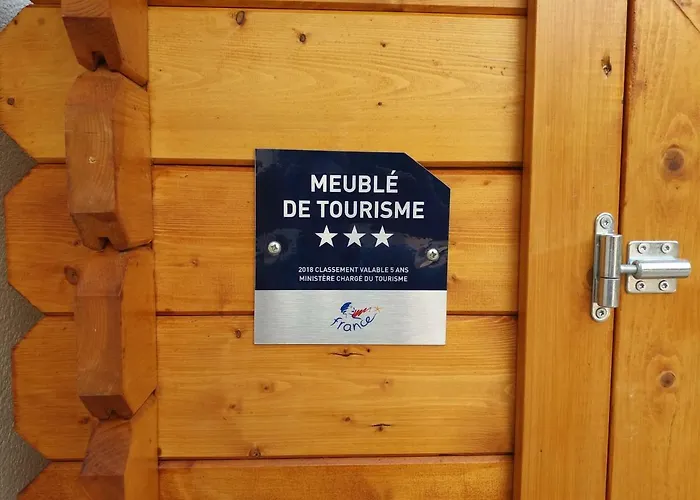 MEUBLÉ
DE TOURISME
2018 CLASSEMENT VALABLE 5 ANS
MINISTÈRE CHARGÉ DU TOURISME
france